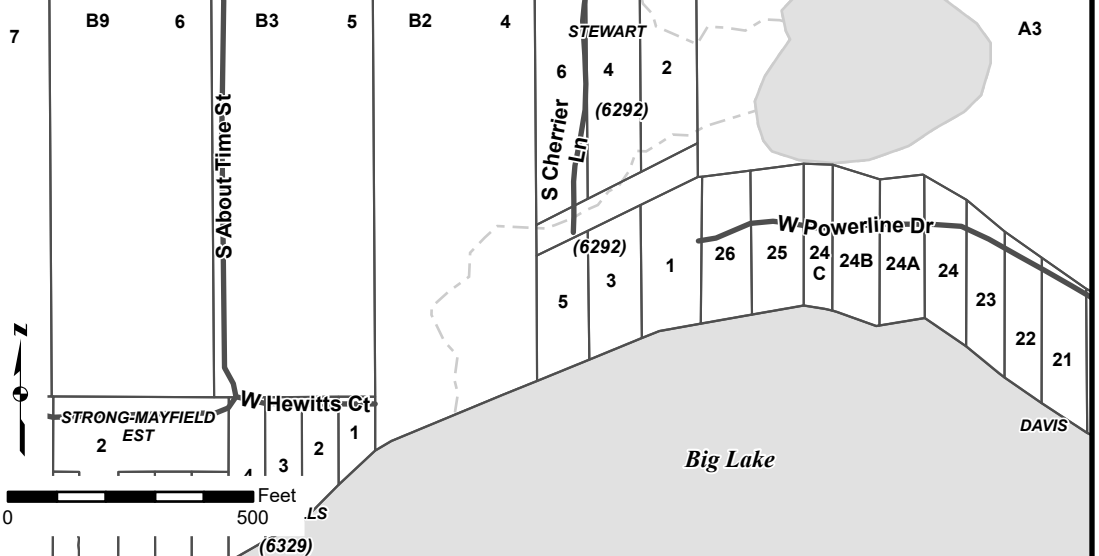 7
B9
6
B3
5
B2
4
STEWART
A3
6
4
2
(6292)
S Cherrier
Ln
S About-Time St
(6292)
W Powerline Dr
5
3
1
26
25
24
C
24B
24A
24
23
22
21
z
W Hewitts Ct
STRONG-MAYFIELD
EST
2
4
3
2
1
DAVIS
Big Lake
Feet
0
500
LS
(6329)